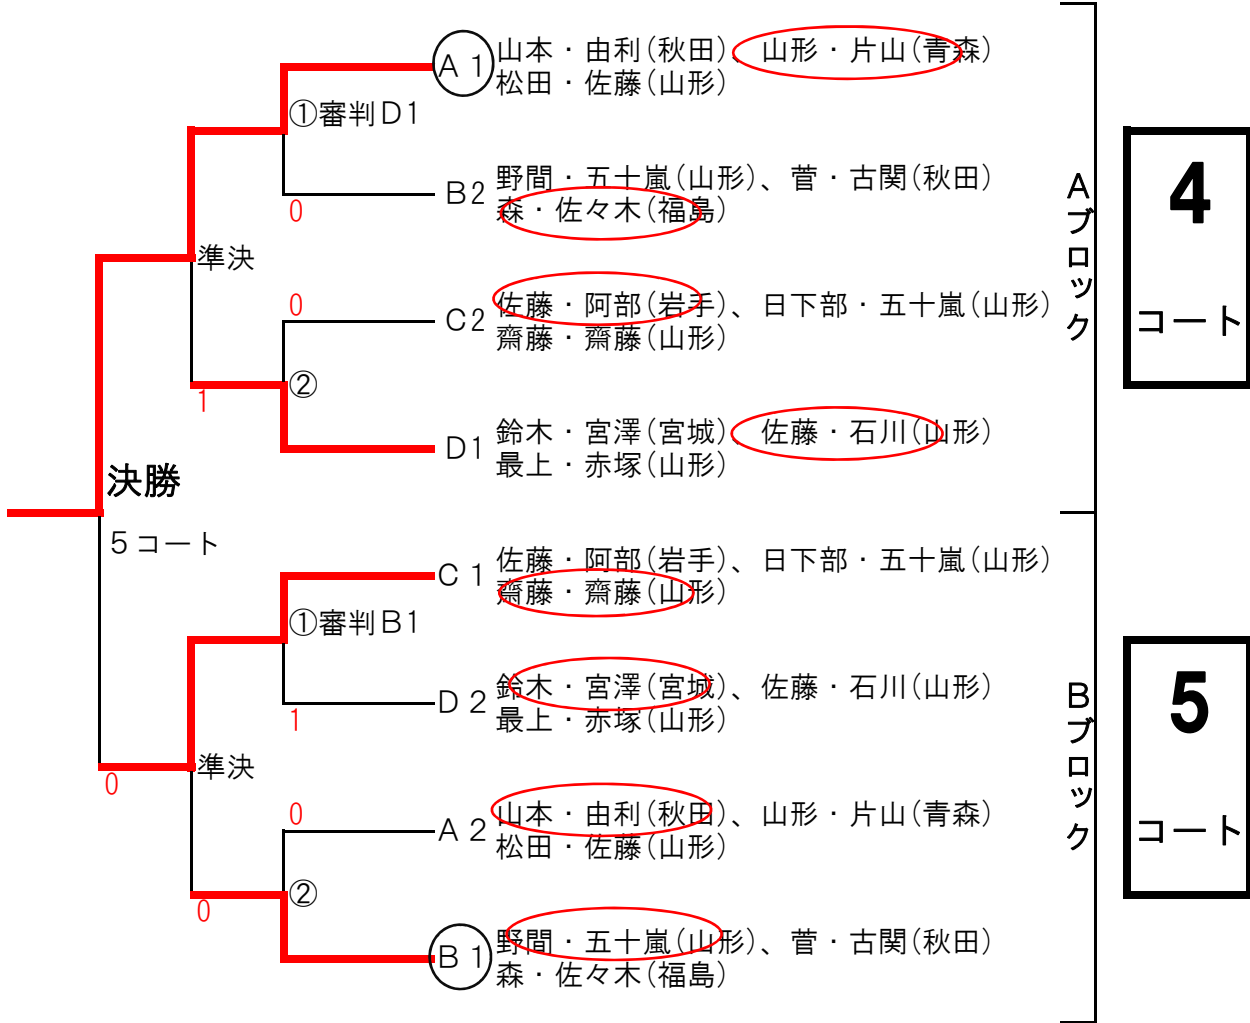 A1 山本・由利(秋田)、山形・片山(青森)
松田・佐藤(山形)
①審判D1
B2 野間・五十嵐(山形)、菅・古関(秋田)
森・佐々木(福島)
0
準決
0
C2 佐藤・阿部(岩手)、日下部・五十嵐(山形)
齋藤・齋藤(山形)
②
1
D1 鈴木・宮澤(宮城)、佐藤・石川(山形)
最上・赤塚(山形)
Aブロック
4
コート
決勝
5コート
C1 佐藤・阿部(岩手)、日下部・五十嵐(山形)
齋藤・齋藤(山形)
①審判B1
D2 鈴木・宮澤(宮城)、佐藤・石川(山形)
最上・赤塚(山形)
1
準決
0
0
A2 山本・由利(秋田)、山形・片山(青森)
松田・佐藤(山形)
②
0
B1 野間・五十嵐(山形)、菅・古関(秋田)
森・佐々木(福島)
Bブロック
5
コート